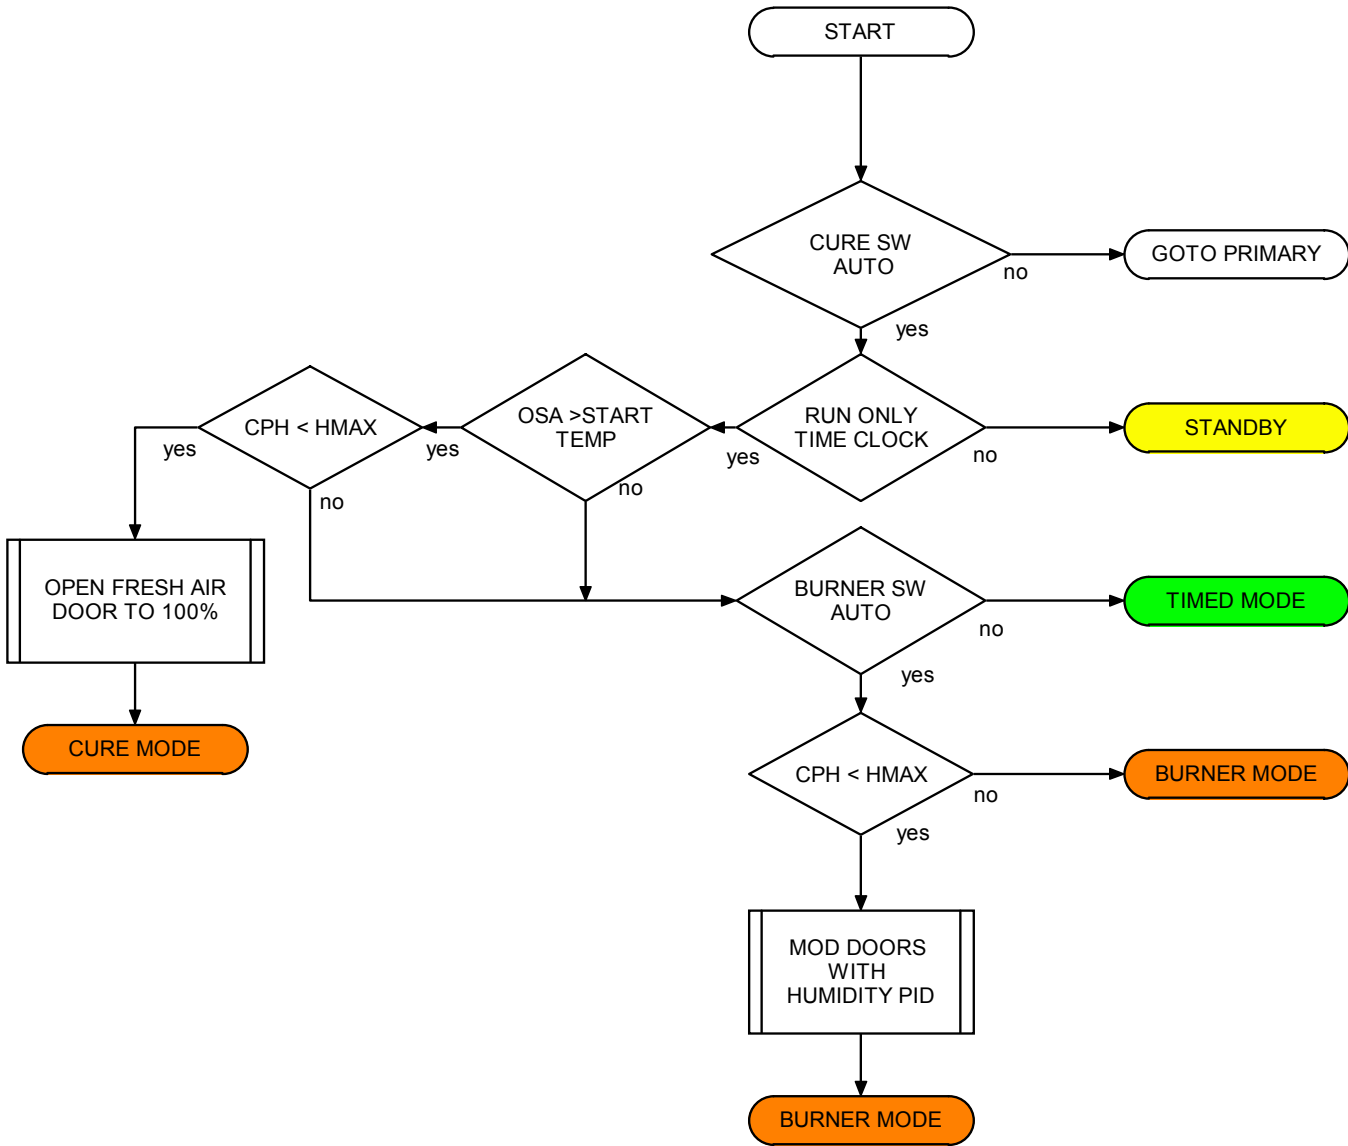 START
CURE SW
AUTO
no
GOTO PRIMARY
yes
CPH < HMAX
yes
no
OSA >START
TEMP
yes
no
RUN ONLY
TIME CLOCK
yes
no
STANDBY
OPEN FRESH AIR
DOOR TO 100%
BURNER SW
AUTO
no
TIMED MODE
yes
CURE MODE
CPH < HMAX
no
BURNER MODE
yes
MOD DOORS
WITH
HUMIDITY PID
BURNER MODE